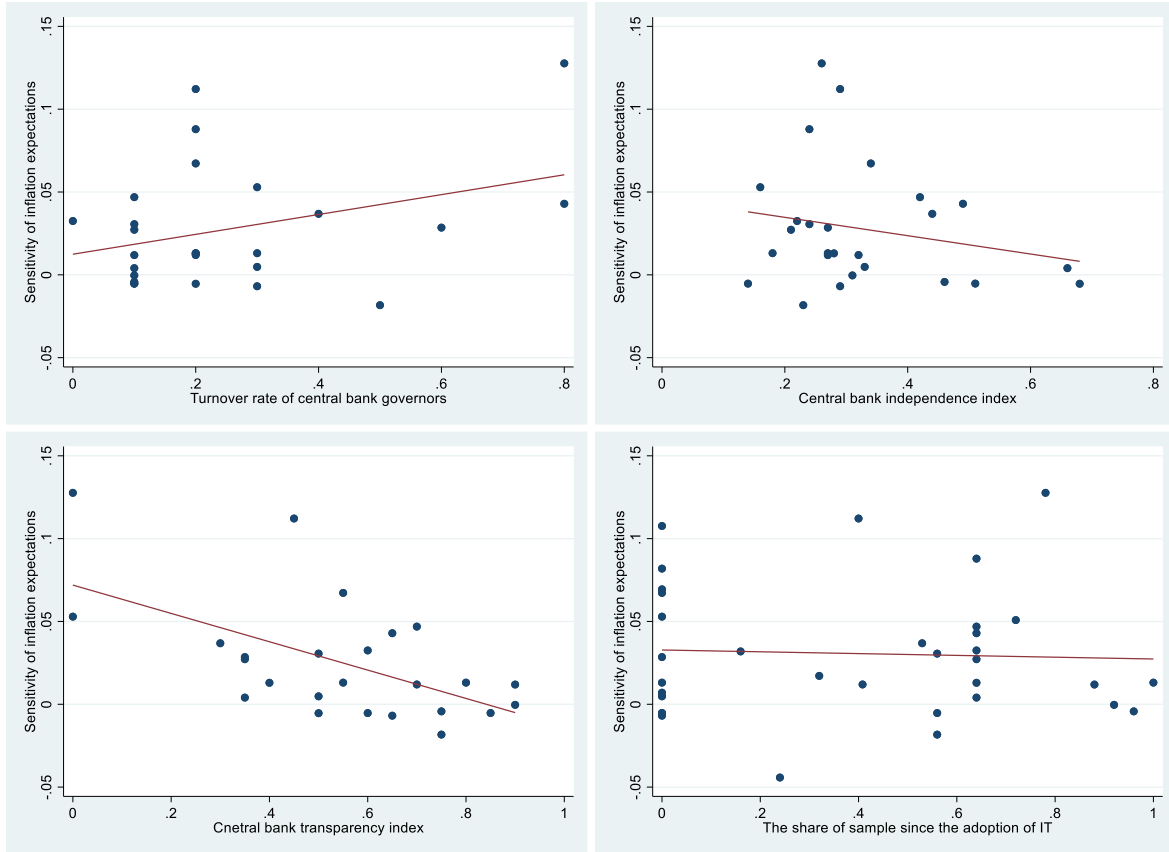 Sensitivity of inflation expectations
.15
.1
.05
0
-.05
0 .2 .4 .6 .8
Turnover rate of central bank governors
Sensitivity of inflation expectations
.15
.1
.05
0
-.05
0 .2 .4 .6 .8
Central bank independence index
Sensitivity of inflation expectations
.15
.1
.05
0
-.05
0 .2 .4 .6 .8 1
Cnetral bank transparency index
Sensitivity of inflation expectations
.15
.1
.05
0
-.05
0 .2 .4 .6 .8 1
The share of sample since the adoption of IT